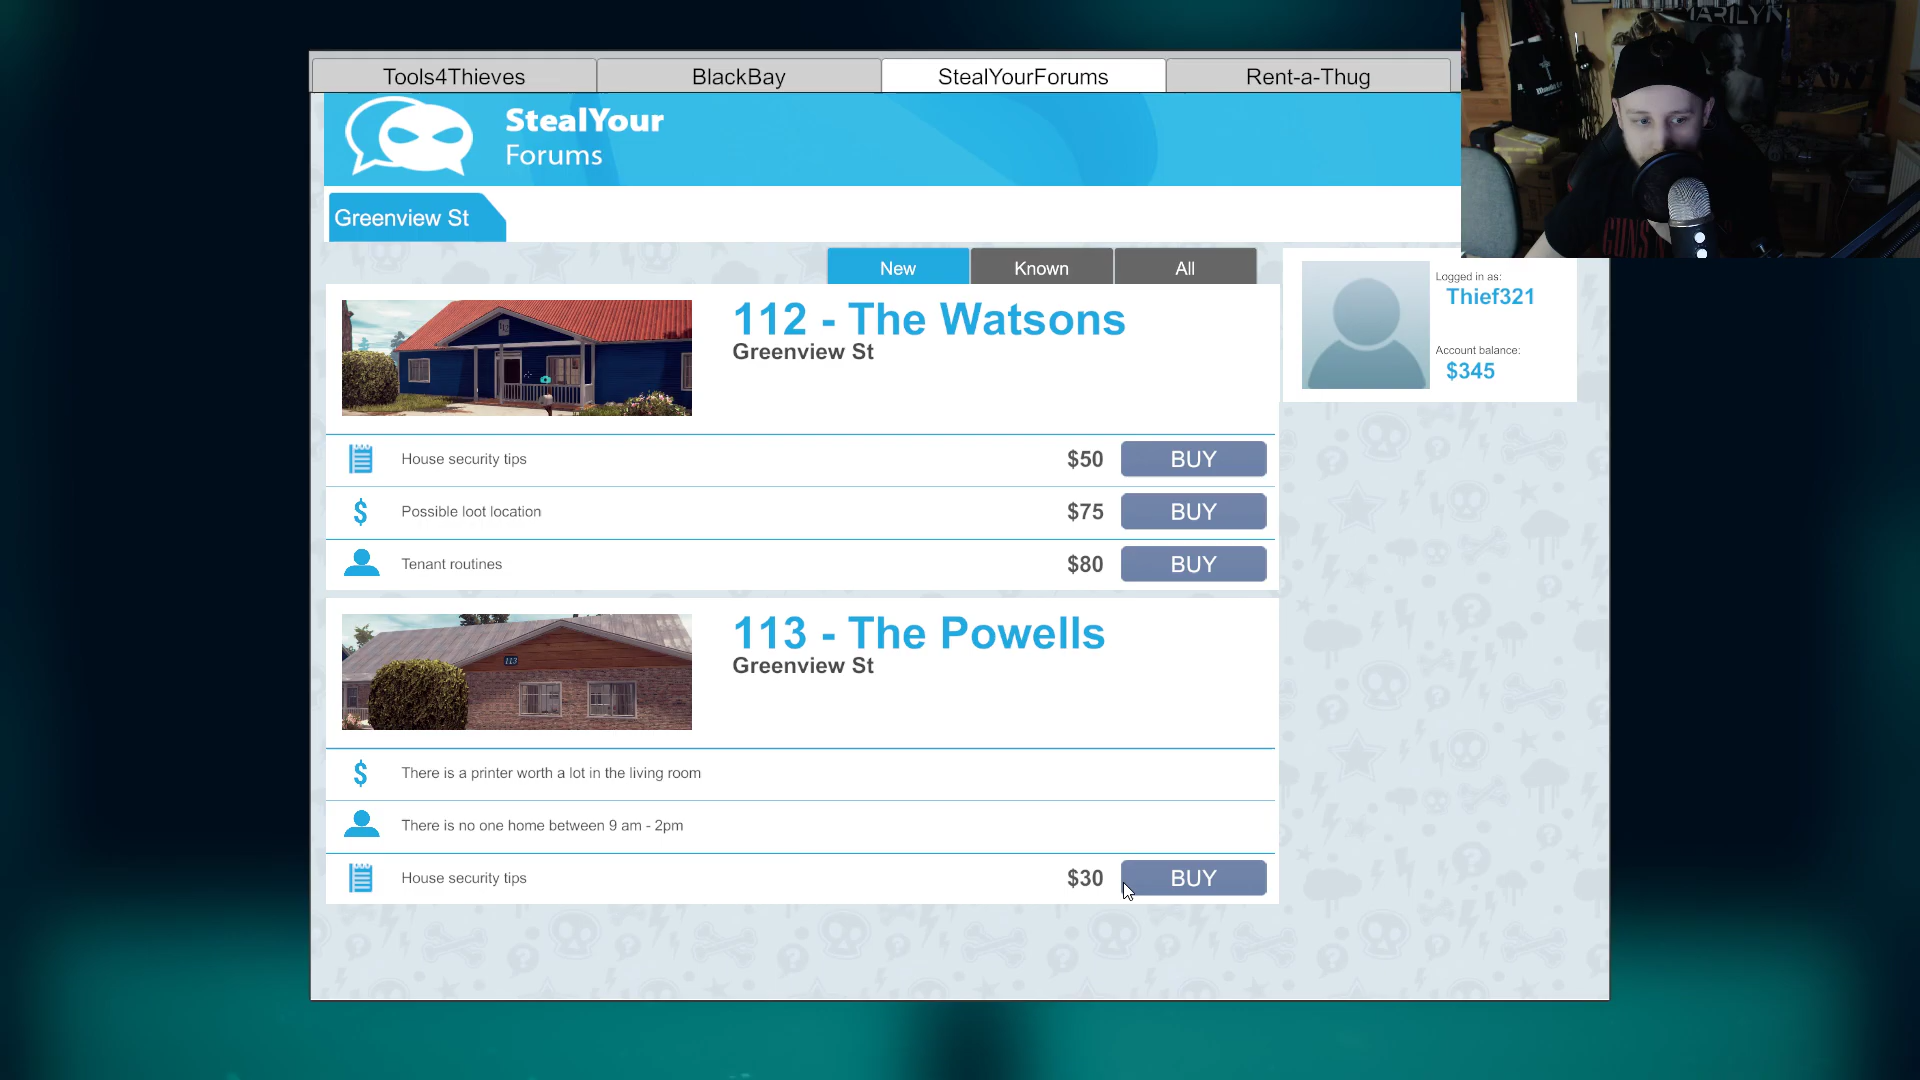 Tools4Thieves
BlackBay
StealYourForums
Rent-a-Thug
StealYour
Forums
Greenview St
New
Known
All
Logged in as:
Thief321
Account balance:
$345
112 - The Watsons
Greenview St
House security tips
$50
BUY
Possible loot location
$75
BUY
Tenant routines
$80
BUY
113
113 - The Powells
Greenview St
There is a printer worth a lot in the living room
There is no one home between 9 am - 2pm
House security tips
$30
BUY
MARILYN
GUNS